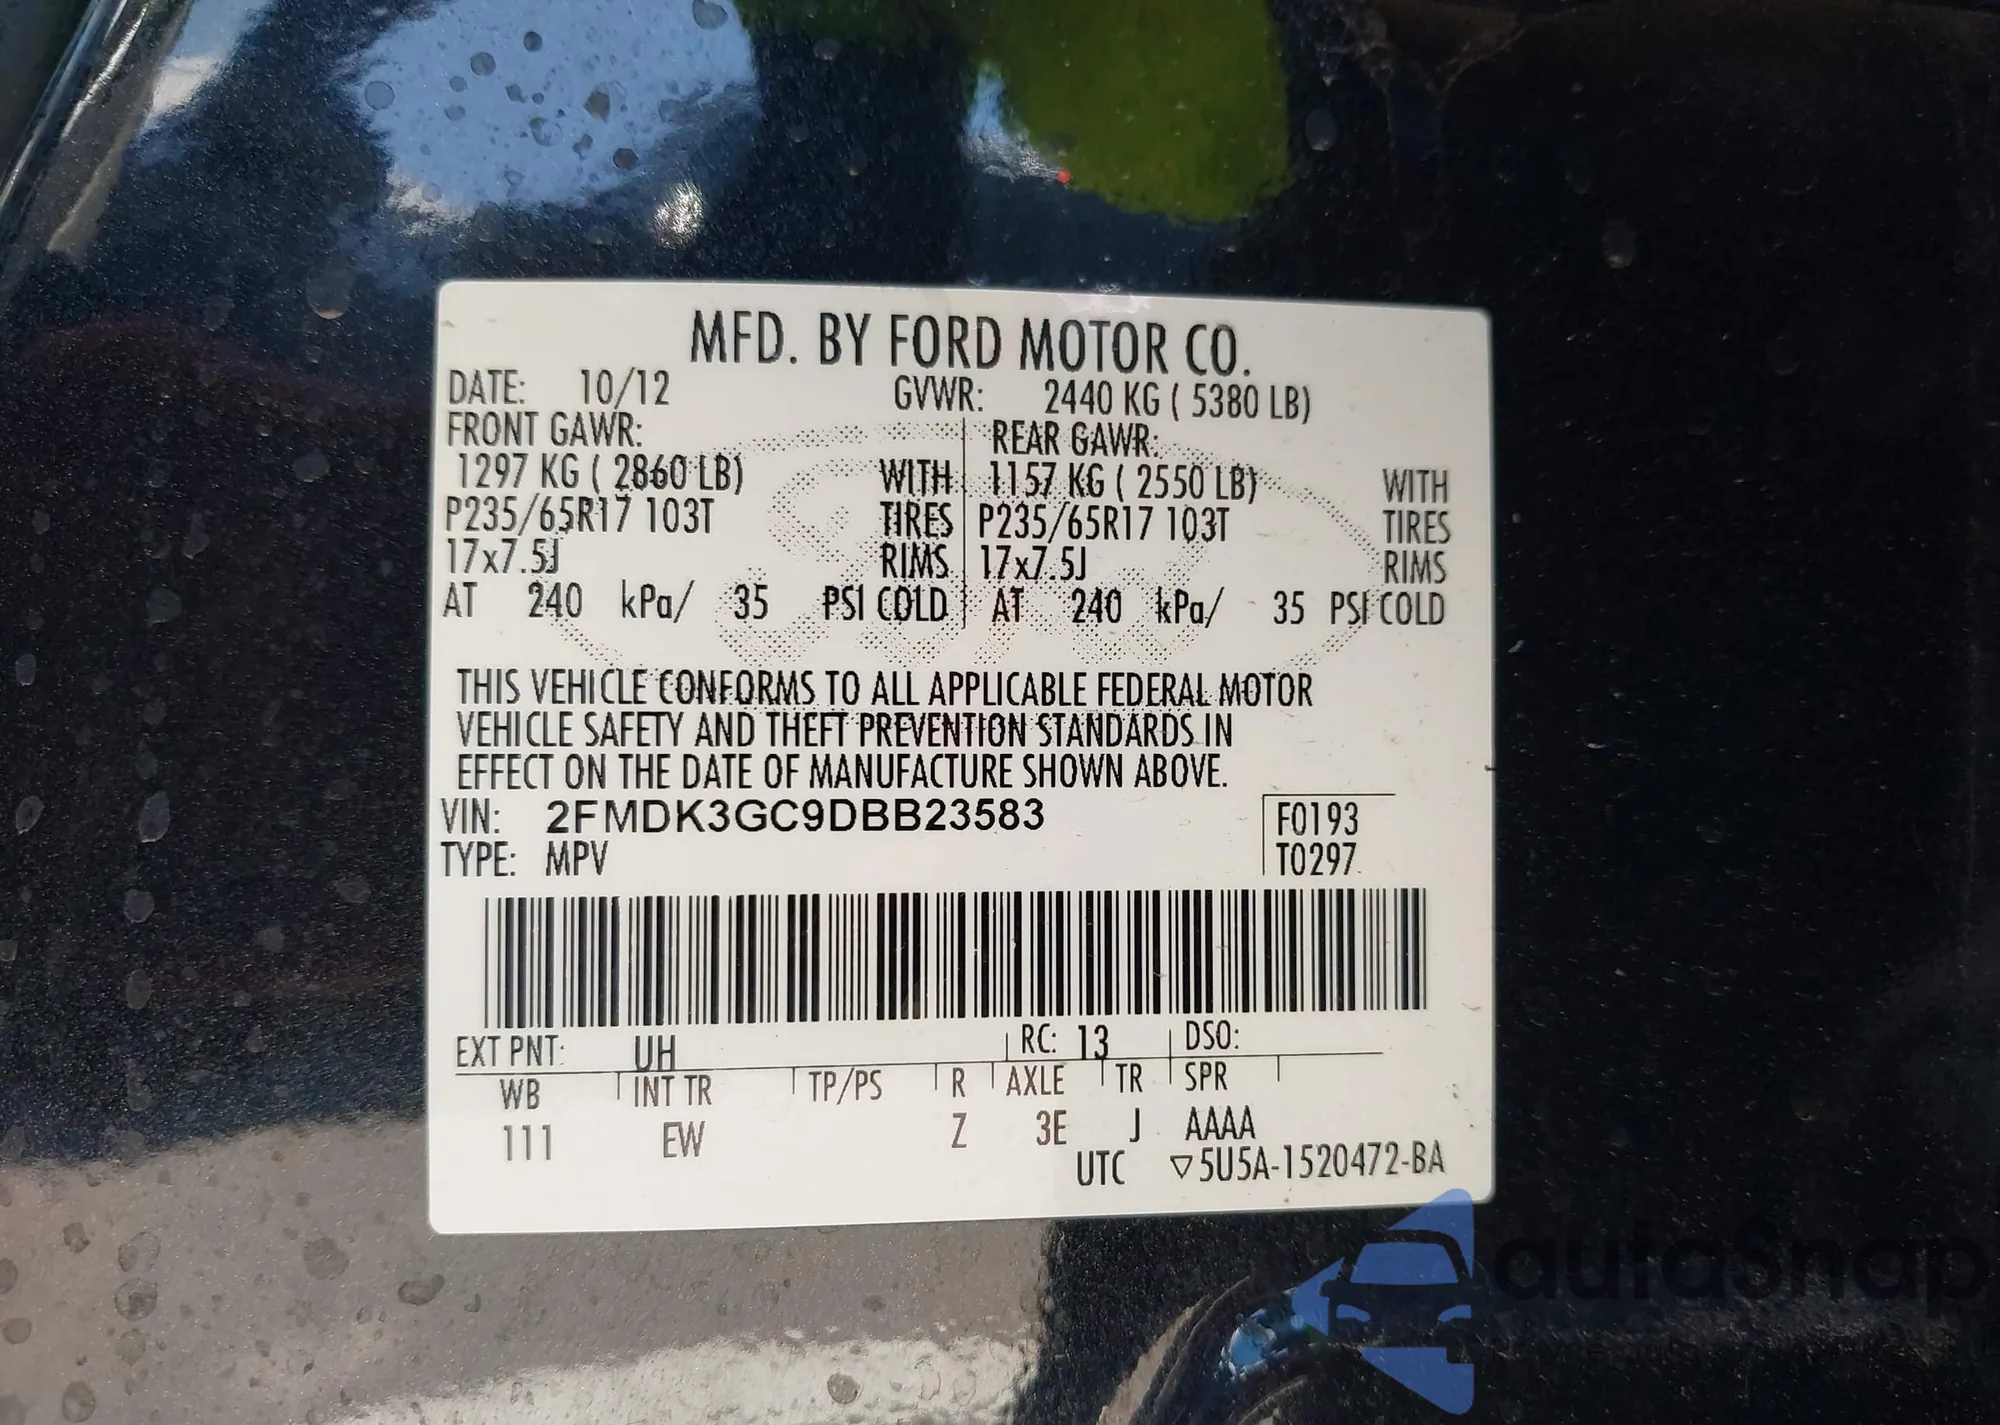 MFD. BY FORD MOTOR CO.
DATE: 10/12 GVWR: 2440 KG ( 5380 LB)
FRONT GAWR: REAR GAWR:
1297 KG ( 2860 LB) WITH 1157 KG ( 2550 LB) WITH
P235/65R17 103T TIRES P235/65R17 103T TIRES
17x7.5J RIMS 17x7.5J RIMS
AT 240 kPa/ 35 PSI COLD AT 240 kPa/ 35 PSI COLD
THIS VEHICLE CONFORMS TO ALL APPLICABLE FEDERAL MOTOR
VEHICLE SAFETY AND THEFT PREVENTION STANDARDS IN
EFFECT ON THE DATE OF MANUFACTURE SHOWN ABOVE.
VIN: 2FMDK3GC9DBB23583 F0193
TYPE: MPV T0297
EXT PNT: UH RC: 13 DSO:
WB INT TR TP/PS R AXLE TR SPR
111 EW Z 3E J AAAA
UTC ▽5U5A-1520472-BA
autoSnap